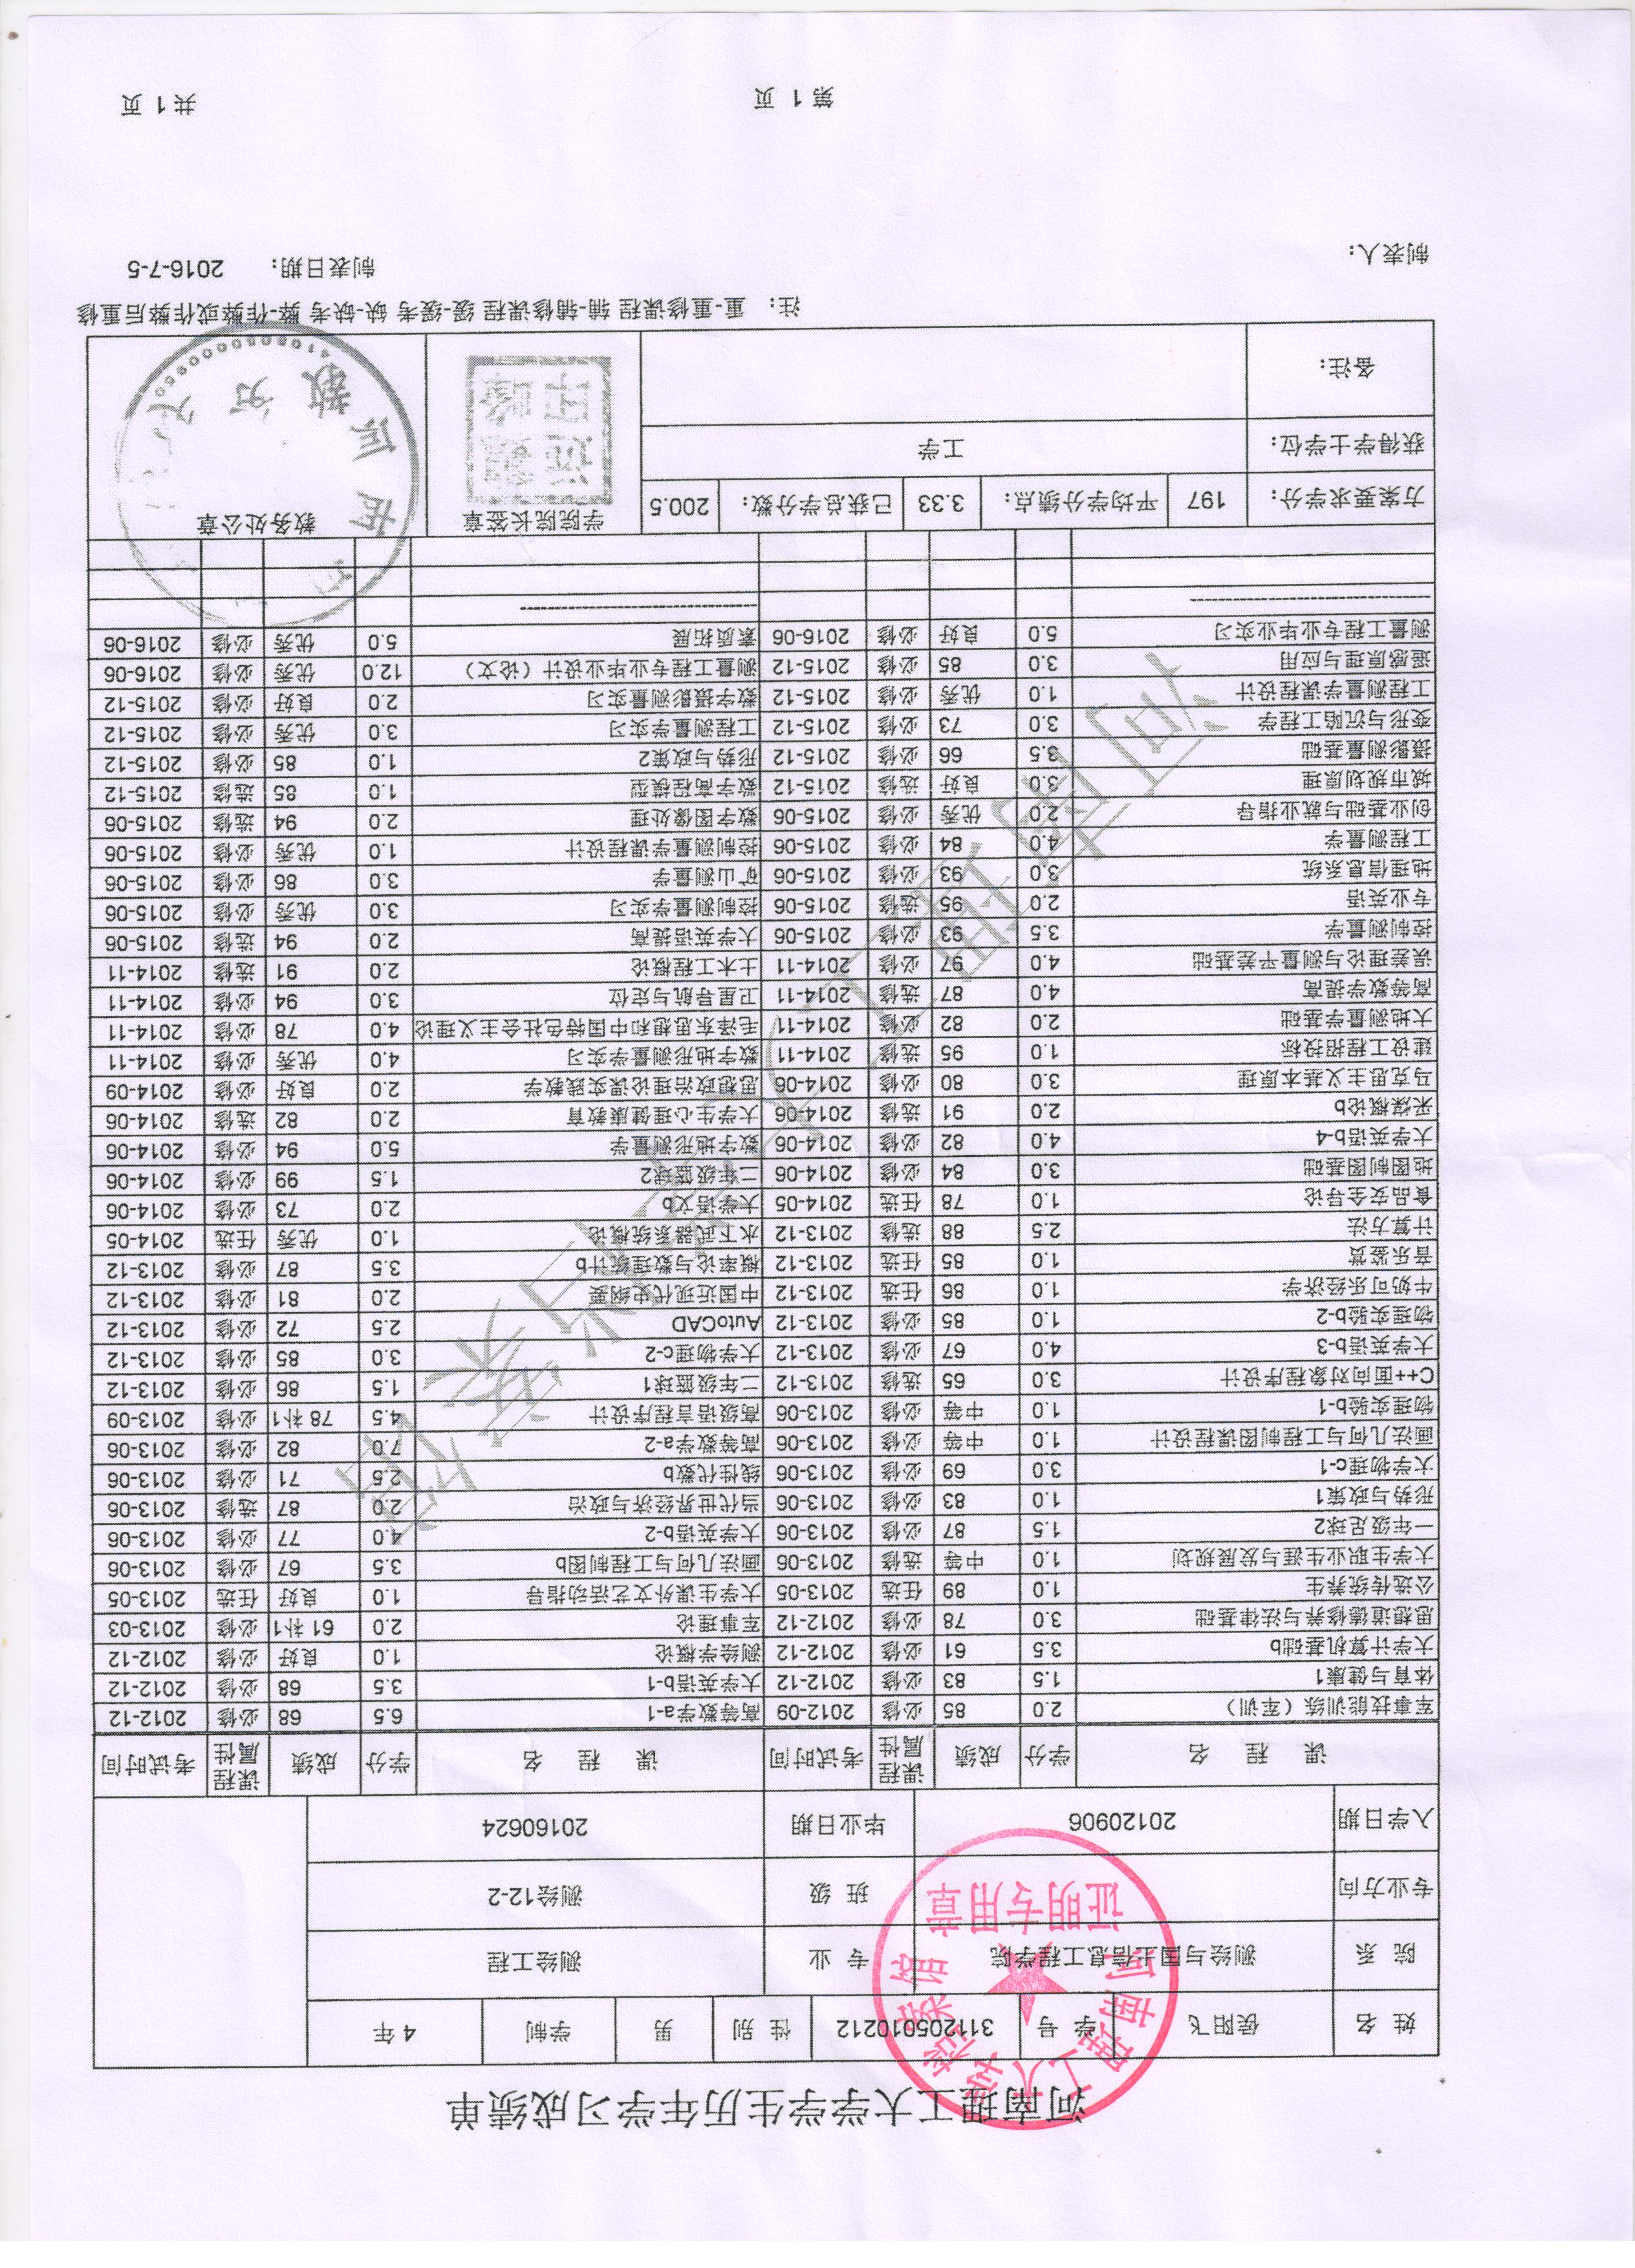 河南理工大学学生历年学习成绩单
河南理工大学档案馆
证明专用章
姓 名 侯阳飞 学 号 311205010212 性 别 男 学制 4 年
院 系 测绘与国土信息工程学院 专 业 测绘工程
专业方向 班 级 测绘12-2
入学日期 20120906 毕业日期 20160624
课 程 名 学分 成绩 课程属性 考试时间 课 程 名 学分 成绩 课程属性 考试时间
军事技能训练（军训） 2.0 85 必修 2012-09 高等数学a-1 6.5 68 必修 2012-12
体育与健康1 1.5 83 必修 2012-12 大学英语b-1 3.5 68 必修 2012-12
大学计算机基础b 3.5 61 必修 2012-12 测绘学概论 1.0 良好 必修 2012-12
思想道德修养与法律基础 3.0 78 必修 2012-12 军事理论 2.0 61 补1 必修 2013-03
公选传统养生 1.0 89 任选 2013-05 大学生课外文艺活动指导 1.0 良好 任选 2013-05
大学生职业生涯与发展规划 1.0 中等 选修 2013-06 画法几何与工程制图b 3.5 67 必修 2013-06
一年级足球2 1.5 87 必修 2013-06 大学英语b-2 4.0 77 必修 2013-06
形势与政策1 1.0 83 必修 2013-06 当代世界经济与政治 2.0 87 选修 2013-06
大学物理c-1 3.0 69 必修 2013-06 线性代数b 2.5 71 必修 2013-06
画法几何与工程制图课程设计 1.0 中等 必修 2013-06 高等数学a-2 7.0 82 必修 2013-06
物理实验b-1 1.0 中等 必修 2013-06 高级语言程序设计 4.5 78 补1 必修 2013-09
C++面向对象程序设计 3.0 65 选修 2013-12 二年级篮球1 1.5 86 必修 2013-12
大学英语b-3 4.0 67 必修 2013-12 大学物理c-2 3.0 85 必修 2013-12
物理实验b-2 1.0 85 必修 2013-12 AutoCAD 2.5 72 必修 2013-12
牛奶可乐经济学 1.0 86 任选 2013-12 中国近现代史纲要 2.0 81 必修 2013-12
音乐鉴赏 1.0 85 任选 2013-12 概率论与数理统计b 3.5 87 必修 2013-12
计算方法 2.5 88 选修 2013-12 水下武器系统概论 1.0 优秀 任选 2014-05
食品安全导论 1.0 78 任选 2014-05 大学语文b 2.0 73 必修 2014-06
地图制图基础 3.0 84 必修 2014-06 二年级篮球2 1.5 99 必修 2014-06
大学英语b-4 4.0 82 必修 2014-06 数字地形测量学 5.0 94 必修 2014-06
采煤概论b 2.0 91 选修 2014-06 大学生心理健康教育 2.0 82 选修 2014-06
马克思主义基本原理 3.0 80 必修 2014-06 思想政治理论课实践教学 2.0 良好 必修 2014-09
建设工程招投标 1.0 95 选修 2014-11 数字地形测量学实习 4.0 优秀 必修 2014-11
大地测量学基础 2.0 82 必修 2014-11 毛泽东思想和中国特色社会主义理论 4.0 78 必修 2014-11
高等数学提高 4.0 87 选修 2014-11 卫星导航与定位 3.0 94 必修 2014-11
误差理论与测量平差基础 4.0 97 必修 2014-11 土木工程概论 2.0 91 选修 2014-11
控制测量学 3.5 93 必修 2015-06 大学英语提高 2.0 94 选修 2015-06
专业英语 2.0 95 选修 2015-06 控制测量学实习 3.0 优秀 必修 2015-06
地理信息系统 3.0 93 必修 2015-06 矿山测量学 3.0 86 必修 2015-06
工程测量学 4.0 84 必修 2015-06 控制测量学课程设计 1.0 优秀 必修 2015-06
创业基础与就业指导 2.0 优秀 必修 2015-06 数字图像处理 2.0 94 选修 2015-06
城市规划原理 3.0 良好 选修 2015-12 数字高程模型 1.0 85 选修 2015-12
摄影测量基础 3.5 66 必修 2015-12 形势与政策2 1.0 85 必修 2015-12
变形与沉陷工程学 3.0 73 必修 2015-12 工程测量学实习 3.0 优秀 必修 2015-12
工程测量学课程设计 1.0 优秀 必修 2015-12 数字摄影测量实习 2.0 良好 必修 2015-12
遥感原理与应用 3.0 85 必修 2015-12 测量工程专业毕业设计（论文） 12.0 优秀 必修 2016-06
测量工程专业毕业实习 5.0 良好 必修 2016-06 素质拓展 5.0 优秀 必修 2016-06
河南理工大学档案馆
方案要求学分： 197 平均学分绩点： 3.33 已获总学分数： 200.5 学院院长签章 教务处公章
获得学士学位： 工学
备注：
魏峰远印
教务处
注： 重-重修课程 辅-辅修课程 缓-缓考 缺-缺考 弊-作弊或作弊后重修
制表人： 制表日期： 2016-7-5
第 1 页 共 1 页